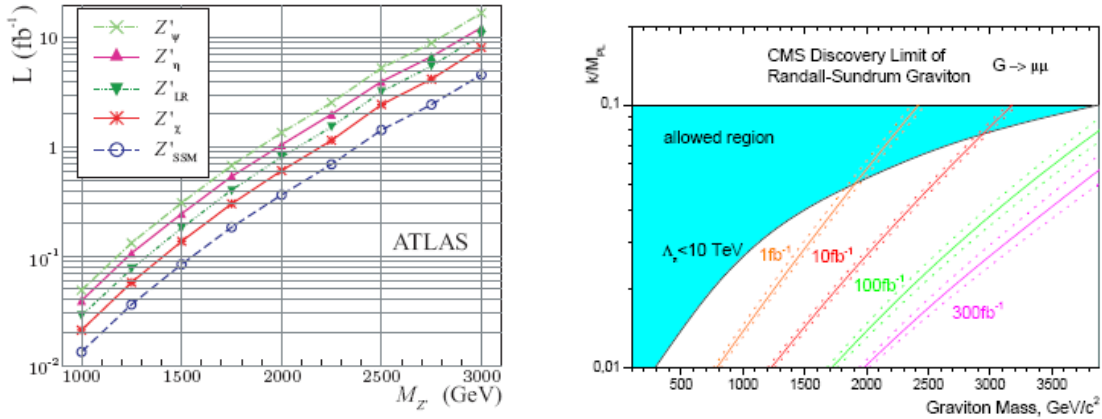 L (fb⁻¹)
10
1
10⁻¹
10⁻²
Z'ψ
Z'η
Z'LR
Z'χ
Z'SSM
ATLAS
1000 1500 2000 2500 3000
M_Z' (GeV)
k/M_PL
0,1
0,01
CMS Discovery Limit of
Randall-Sundrum Graviton
G -> μμ
allowed region
Λπ<10 TeV
1fb⁻¹
10fb⁻¹
100fb⁻¹
300fb⁻¹
500 1000 1500 2000 2500 3000 3500
Graviton Mass, GeV/c²